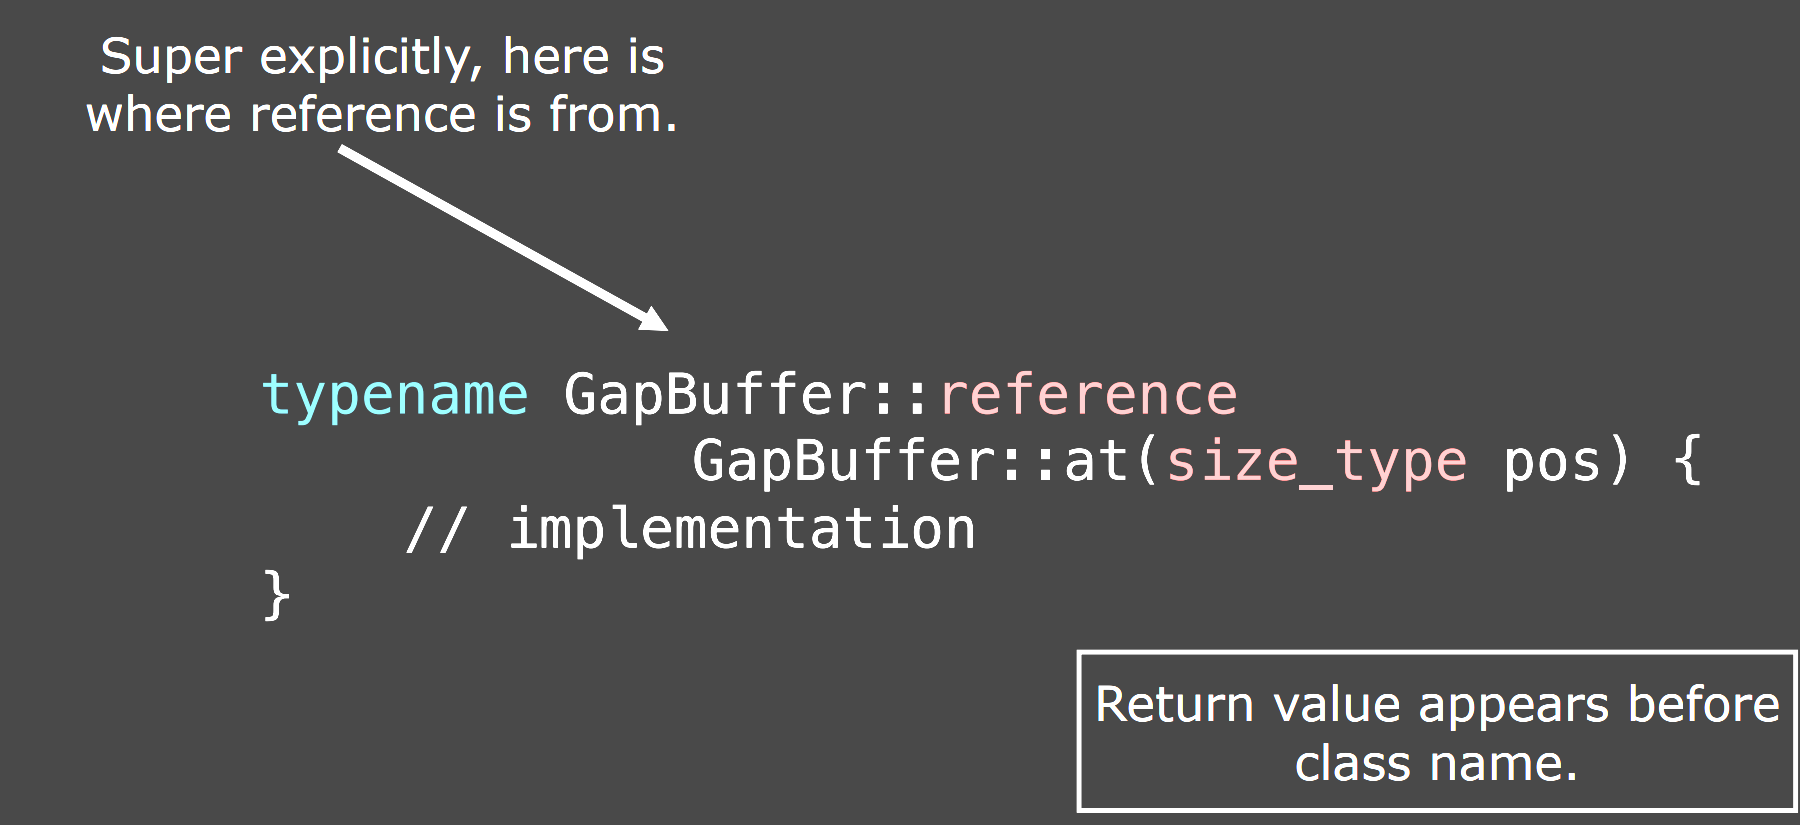 Super explicitly, here is
where reference is from.
typename GapBuffer::reference
GapBuffer::at(size_type pos) {
// implementation
}
Return value appears before
class name.